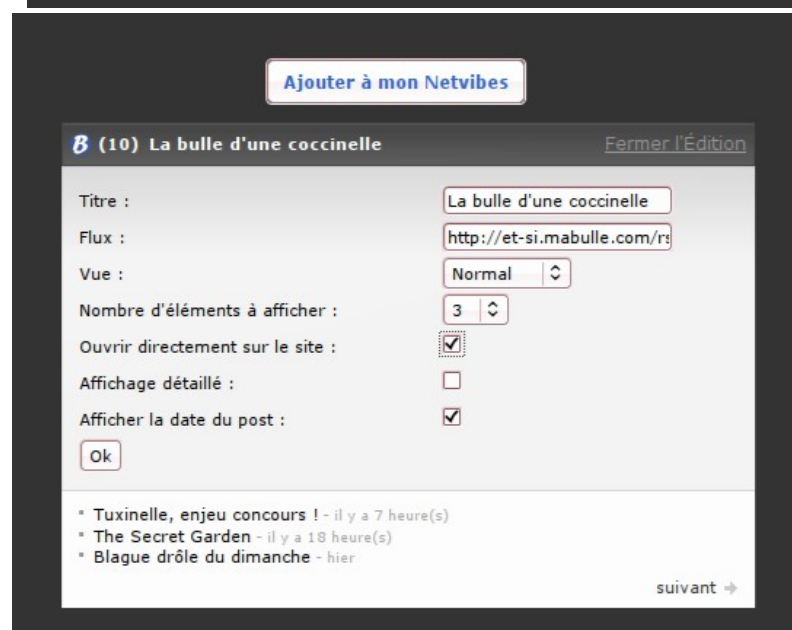 Ajouter à mon Netvibes
B (10) La bulle d'une coccinelle Fermer l'Édition
Titre : La bulle d'une coccinelle
Flux : http://et-si.mabulle.com/rs
Vue : Normal
Nombre d'éléments à afficher : 3
Ouvrir directement sur le site :
Affichage détaillé :
Afficher la date du post :
Ok
Tuxinelle, enjeu concours ! - il y a 7 heure(s)
The Secret Garden - il y a 18 heure(s)
Blague drôle du dimanche - hier
suivant